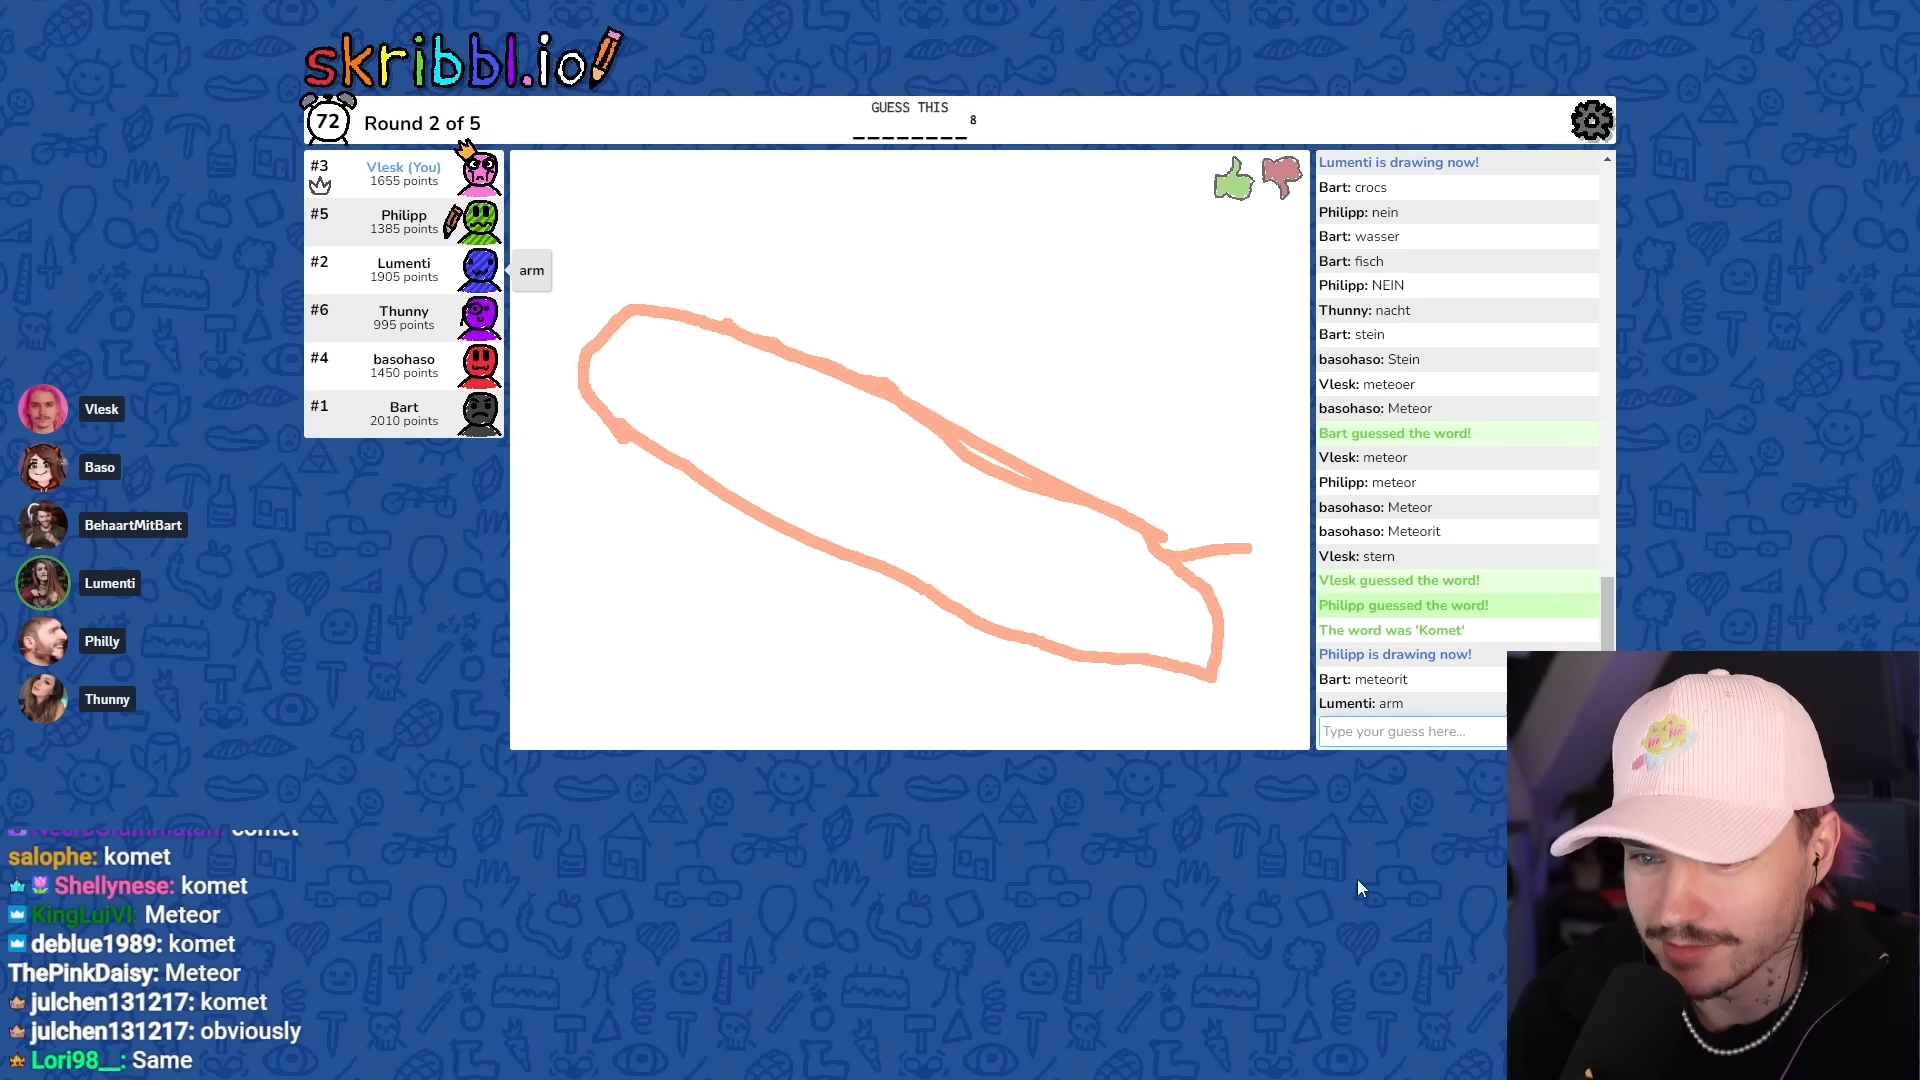 skribbl.io
72
Round 2 of 5
GUESS THIS
________ 8
#3
Vlesk (You)
1655 points
#5
Philipp
1385 points
#2
Lumenti
1905 points
arm
#6
Thunny
995 points
#4
basohaso
1450 points
#1
Bart
2010 points
Lumenti is drawing now!
Bart: crocs
Philipp: nein
Bart: wasser
Bart: fisch
Philipp: NEIN
Thunny: nacht
Bart: stein
basohaso: Stein
Vlesk: meteoer
basohaso: Meteor
Bart guessed the word!
Vlesk: meteor
Philipp: meteor
basohaso: Meteor
basohaso: Meteorit
Vlesk: stern
Vlesk guessed the word!
Philipp guessed the word!
The word was 'Komet'
Philipp is drawing now!
Bart: meteorit
Lumenti: arm
Type your guess here...
Vlesk
Baso
BehaartMitBart
Lumenti
Philly
Thunny
comet
salophe: komet
Shellynese: komet
KingLuiVI: Meteor
deblue1989: komet
ThePinkDaisy: Meteor
julchen131217: komet
julchen131217: obviously
Lori98__: Same